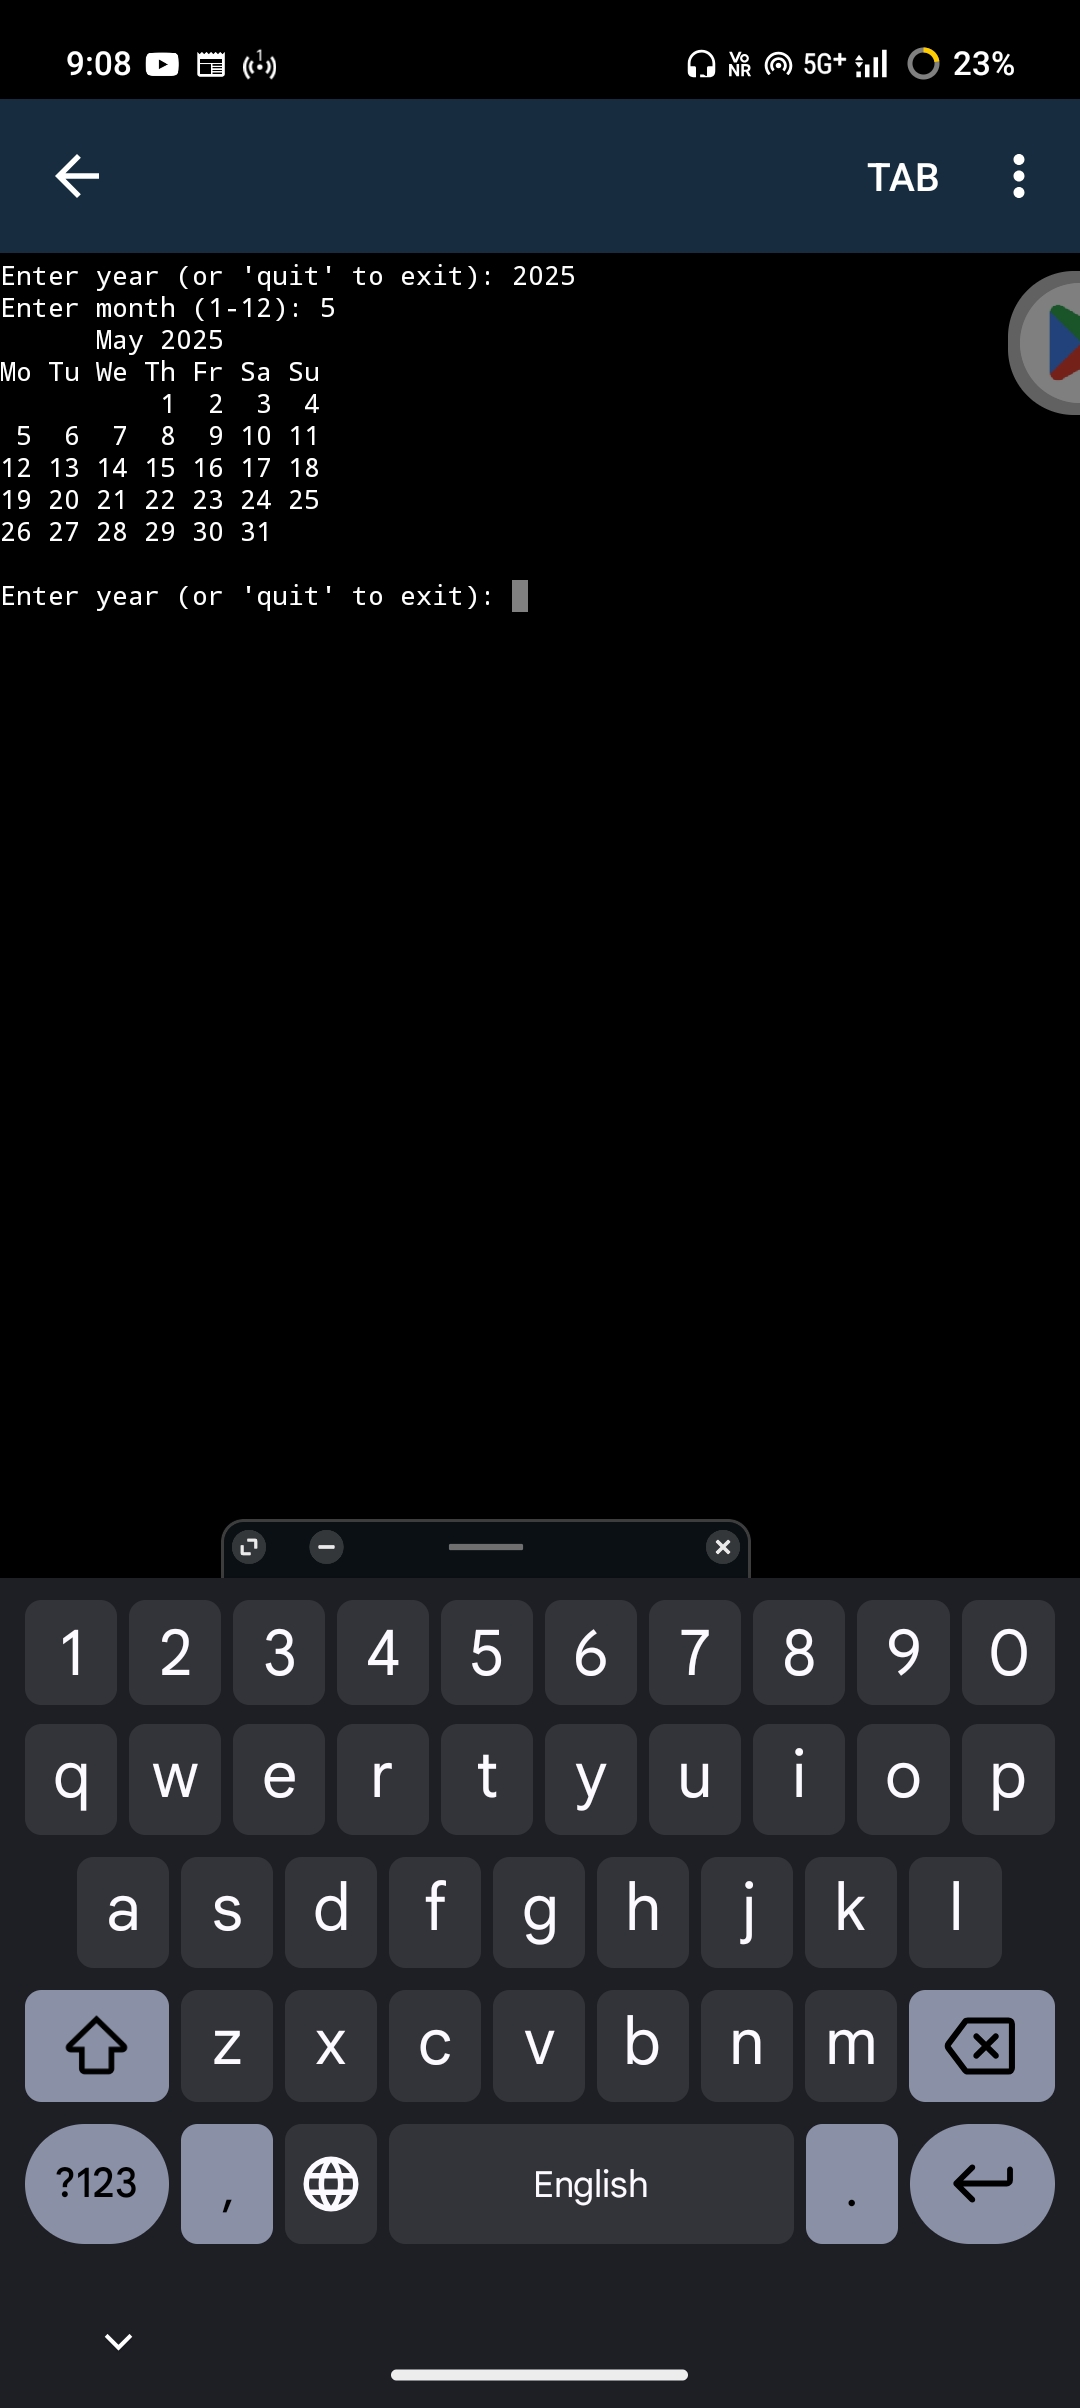 9:08 1 Vo NR 5G+ 23%
TAB
Enter year (or 'quit' to exit): 2025
Enter month (1-12): 5
May 2025
Mo Tu We Th Fr Sa Su
1 2 3 4
5 6 7 8 9 10 11
12 13 14 15 16 17 18
19 20 21 22 23 24 25
26 27 28 29 30 31
Enter year (or 'quit' to exit):
1 2 3 4 5 6 7 8 9 0
q w e r t y u i o p
a s d f g h j k l
z x c v b n m
?123 , English .